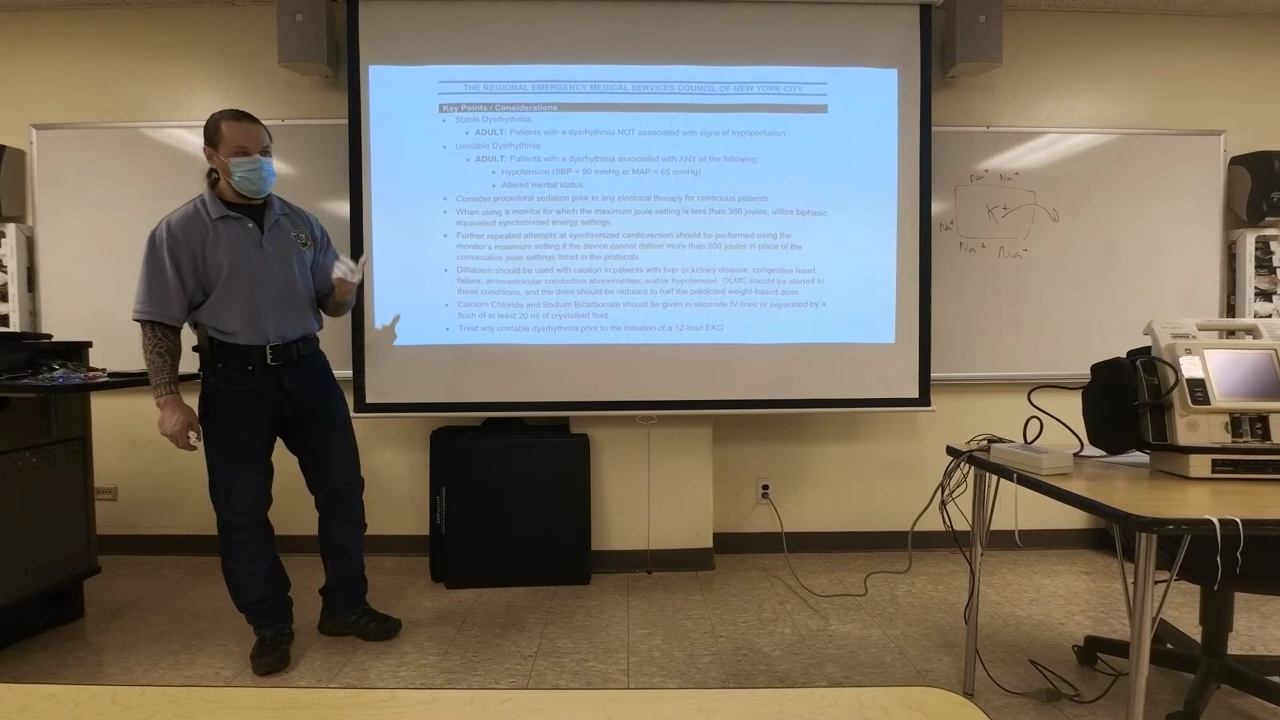 THE REGIONAL EMERGENCY MEDICAL SERVICES COUNCIL OF NEW YORK CITY
Key Points / Considerations
• Stable Dysrhythmia:
• ADULT: Patients with a dysrhythmia NOT associated with signs of hypoperfusion
• Unstable Dysrhythmia:
• ADULT: Patients with a dysrhythmia associated with ANY of the following:
• Hypotension (SBP < 90 mmHg or MAP < 65 mmHg)
• Altered mental status
• Consider procedural sedation prior to any electrical therapy for conscious patients
• When using a monitor for which the maximum joule setting is less than 360 joules, utilize biphasic
equivalent synchronized energy settings
• Further repeated attempts at synchronized cardioversion should be performed using the
monitor's maximum setting if the device cannot deliver more than 200 joules in place of the
consecutive joule settings listed in the protocols
• Diltiazem should be used with caution in patients with liver or kidney disease, congestive heart
failure, atrioventricular conduction abnormalities, and/or hypotension. OLMC should be alerted to
these conditions, and the dose should be reduced to half the predicted weight-based dose
• Calcium Chloride and Sodium Bicarbonate should be given in separate IV lines or separated by a
flush of at least 20 ml of crystalloid fluid
• Treat any unstable dysrhythmia prior to the initiation of a 12-lead EKG
Na+ Na+
K+
Na+
Na+ Na+